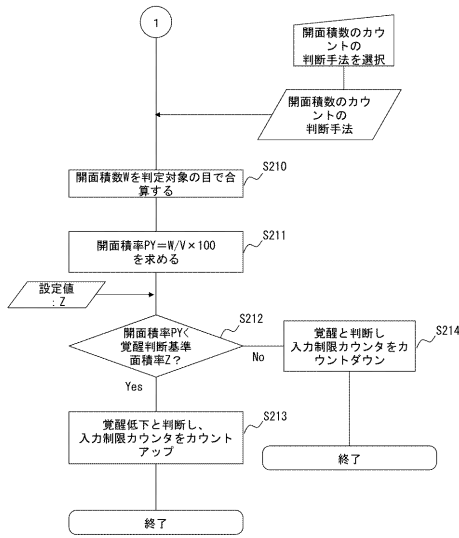 1
開面積数のカウ
ントの
判断手法を選択
開面積数のカウ
ントの
判断手法
S210
開面積数Wを判定対象の目で合
算する
S211
開面積率PY=W/V×100
を求める
設定値
:Z
S212
開面積率PY<
覚醒判断基準
面積率Z?
No
Yes
S214
覚醒と判断し
入力制限カウンタをカ
ウントダウン
S213
覚醒低下と判断し、
入力制限カウンタをカウント
アップ
終了
終了